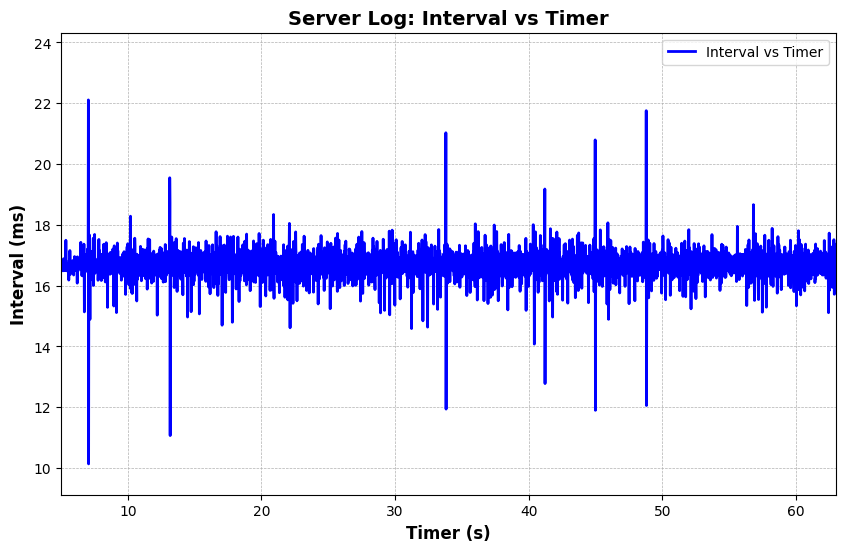 Server Log: Interval vs Timer
Interval vs Timer
24
22
20
18
16
14
12
10
Interval (ms)
10 20 30 40 50 60
Timer (s)